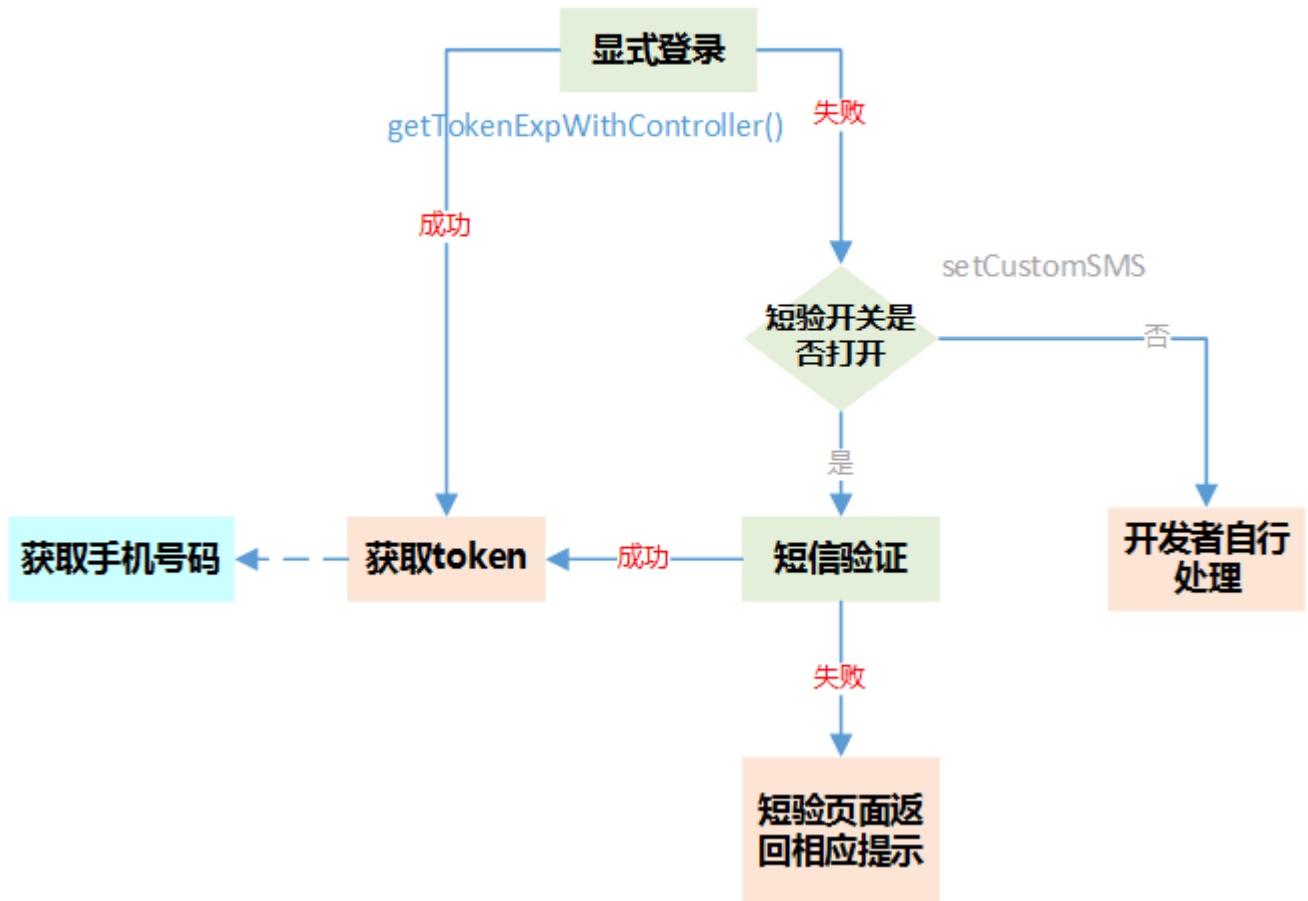 显式登录
getTokenExpWithController()
失败
成功
setCustomSMS
短验开关是
否打开
否
是
获取手机号码
获取token
成功
短信验证
开发者自行
处理
失败
短验页面返
回相应提示